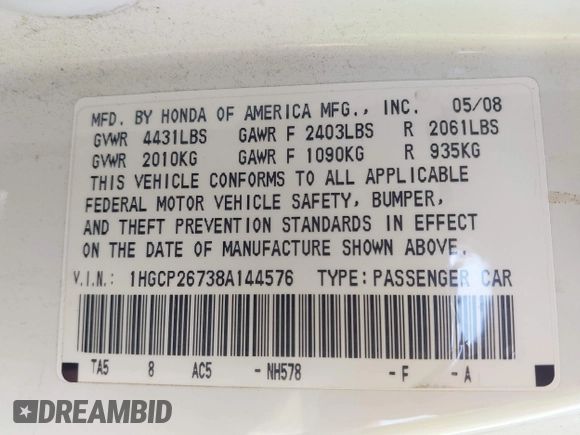 MFD. BY HONDA OF AMERICA MFG., INC. 05/08
GVWR 4431LBS GAWR F 2403LBS R 2061LBS
GVWR 2010KG GAWR F 1090KG R 935KG
THIS VEHICLE CONFORMS TO ALL APPLICABLE
FEDERAL MOTOR VEHICLE SAFETY, BUMPER,
AND THEFT PREVENTION STANDARDS IN EFFECT
ON THE DATE OF MANUFACTURE SHOWN ABOVE.
V.I.N.: 1HGCP26738A144576 TYPE: PASSENGER CAR
TA5 8 AC5 - NH578 - F - A
DREAMBID